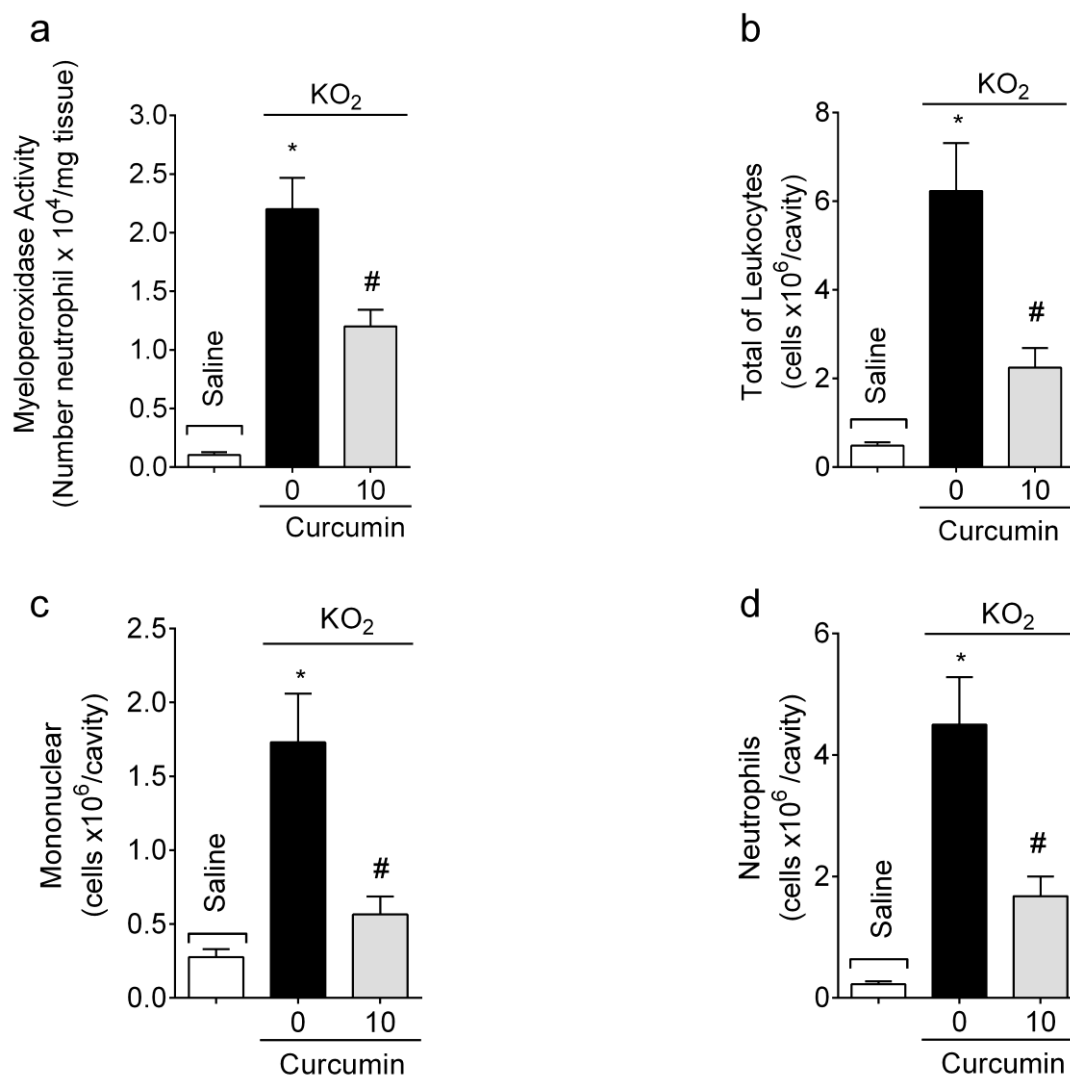 a
KO₂
Myeloperoxidase Activity
(Number neutrophil x 10⁴/mg tissue)
3.0
*
2.5
2.0
#
1.5
Saline
1.0
0.5
0.0
0 10
Curcumin
b
KO₂
Total of Leukocytes
(cells x10⁶/cavity)
8
*
6
4
#
Saline
2
0
0 10
Curcumin
c
KO₂
Mononuclear
(cells x10⁶/cavity)
2.5
*
2.0
1.5
1.0
Saline
#
0.5
0.0
0 10
Curcumin
d
KO₂
Neutrophils
(cells x10⁶/cavity)
6
*
4
#
Saline
2
0
0 10
Curcumin